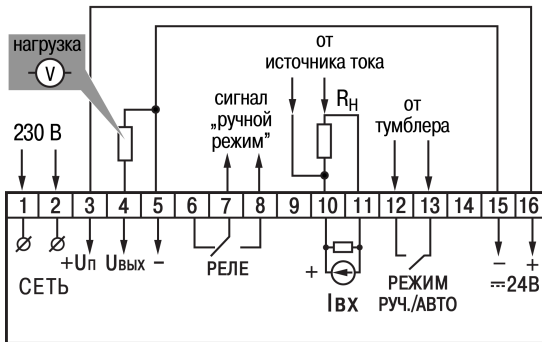 нагрузка
V
230 В
от
источника тока
сигнал
„ручной
режим”
RН
от
тумблера
1 2 3 4 5 6 7 8 9 10 11 12 13 14 15 16
+Uп Uвых –
СЕТЬ
РЕЛЕ
+
Iвх
РЕЖИМ
РУЧ./АВТО
– +
24В